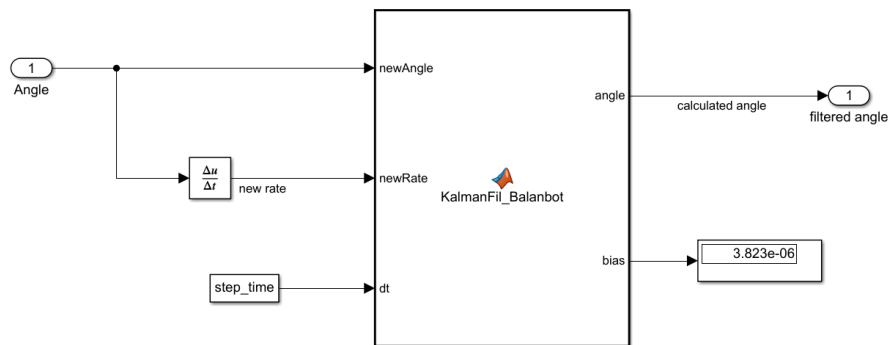 1
Angle
newAngle
Δu
Δt
new rate
newRate
step_time
dt
KalmanFil_Balanbot
angle
calculated angle
1
filtered angle
bias
3.823e-06